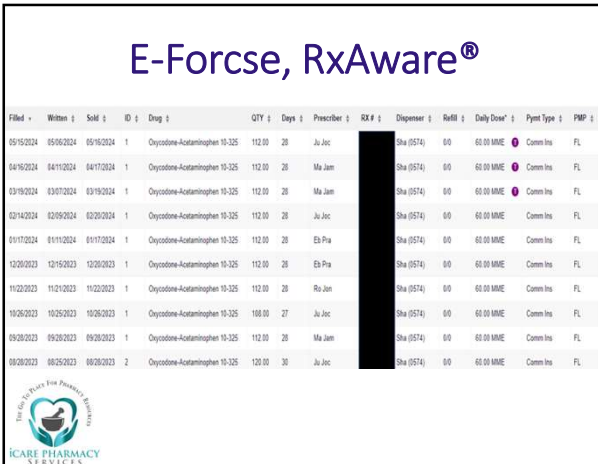 E-Forcse, RxAware®
Filled Written Sold ID Drug QTY Days Prescriber RX # Dispenser Refill Daily Dose* Pymt Type PMP
05/15/2024 05/06/2024 05/16/2024 1 Oxycodone-Acetaminophen 10-325 112.00 28 Ju Joc Sha (0574) 0/0 60.00 MME T Comm Ins FL
04/16/2024 04/11/2024 04/17/2024 1 Oxycodone-Acetaminophen 10-325 112.00 28 Ma Jam Sha (0574) 0/0 60.00 MME T Comm Ins FL
03/19/2024 03/07/2024 03/19/2024 1 Oxycodone-Acetaminophen 10-325 112.00 28 Ma Jam Sha (0574) 0/0 60.00 MME T Comm Ins FL
02/14/2024 02/09/2024 02/20/2024 1 Oxycodone-Acetaminophen 10-325 112.00 28 Ju Joc Sha (0574) 0/0 60.00 MME Comm Ins FL
01/17/2024 01/11/2024 01/17/2024 1 Oxycodone-Acetaminophen 10-325 112.00 28 Eb Pra Sha (0574) 0/0 60.00 MME Comm Ins FL
12/20/2023 12/15/2023 12/20/2023 1 Oxycodone-Acetaminophen 10-325 112.00 28 Eb Pra Sha (0574) 0/0 60.00 MME Comm Ins FL
11/22/2023 11/21/2023 11/22/2023 1 Oxycodone-Acetaminophen 10-325 112.00 28 Ro Jon Sha (0574) 0/0 60.00 MME Comm Ins FL
10/26/2023 10/25/2023 10/26/2023 1 Oxycodone-Acetaminophen 10-325 108.00 27 Ju Joc Sha (0574) 0/0 60.00 MME Comm Ins FL
09/28/2023 09/28/2023 09/28/2023 1 Oxycodone-Acetaminophen 10-325 112.00 28 Ma Jam Sha (0574) 0/0 60.00 MME Comm Ins FL
08/28/2023 08/25/2023 08/28/2023 2 Oxycodone-Acetaminophen 10-325 120.00 30 Ju Joc Sha (0574) 0/0 60.00 MME Comm Ins FL
The Go To Place For Pharmacy Resources
iCARE PHARMACY
SERVICES